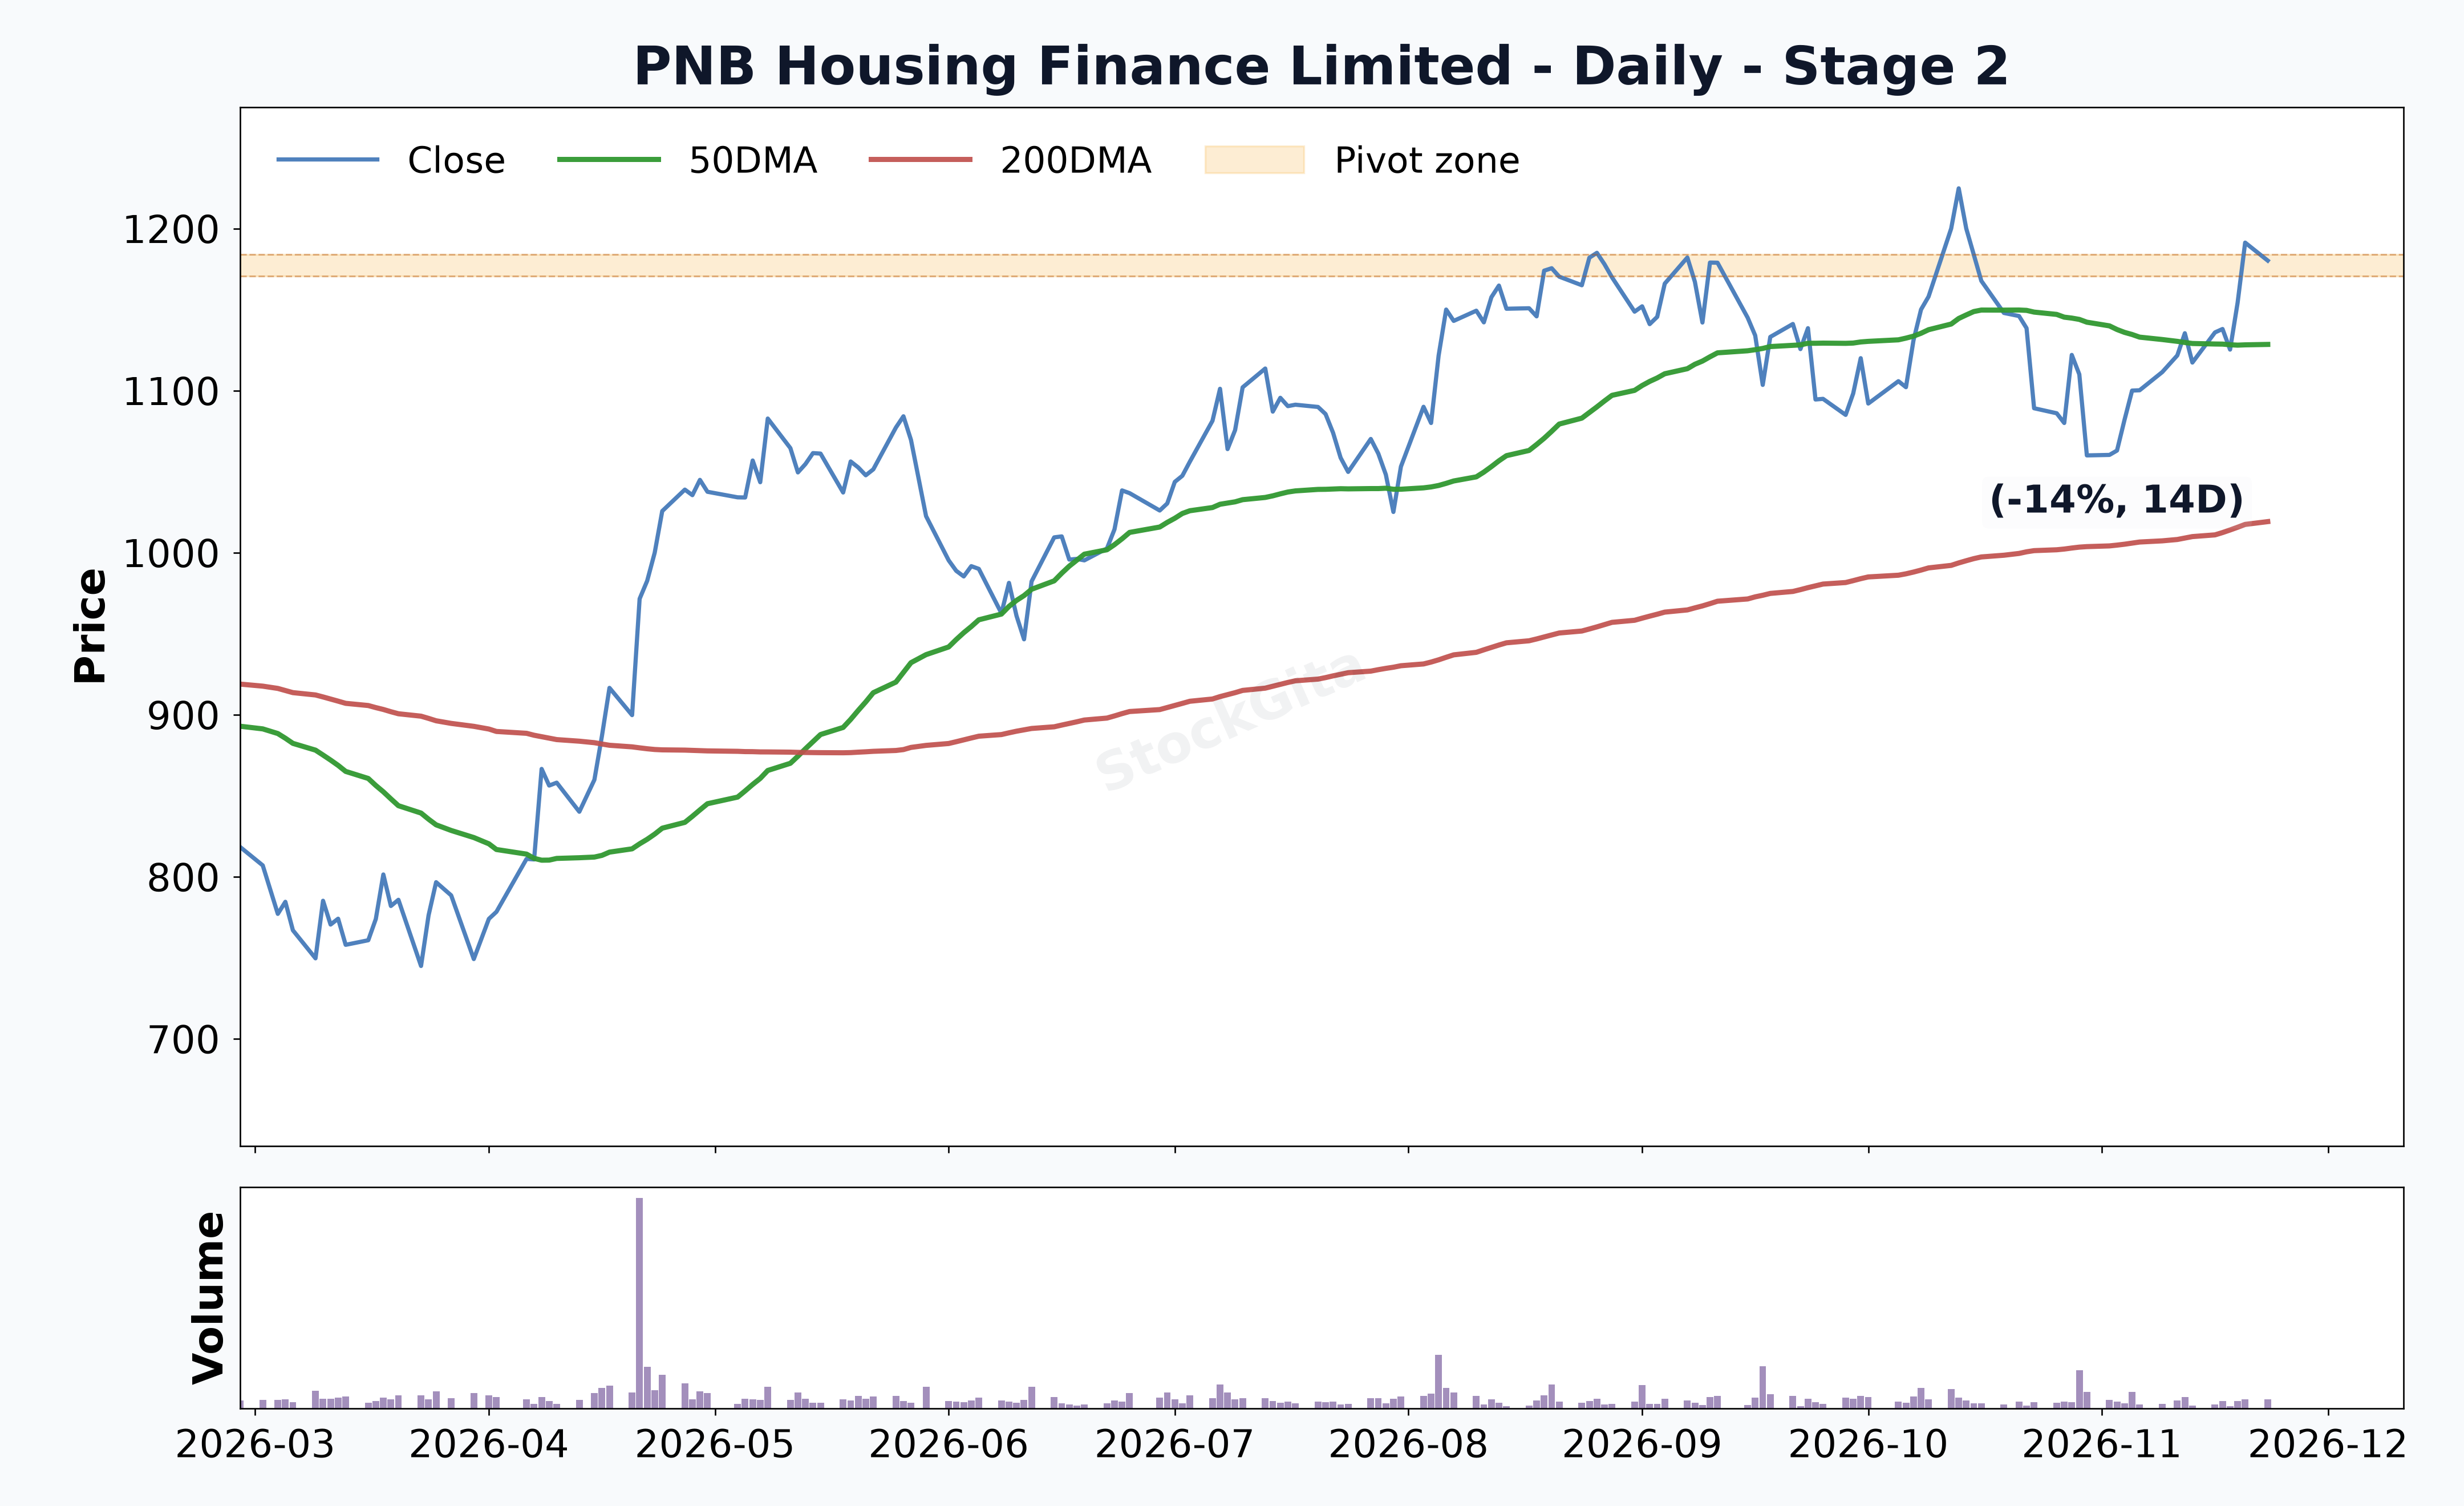 PNB Housing Finance Limited - Daily - Stage 2
Close 50DMA 200DMA Pivot zone
1200
1100
1000
900
800
700
Price
(-14%, 14D)
StockGita
Volume
2026-03 2026-04 2026-05 2026-06 2026-07 2026-08 2026-09 2026-10 2026-11 2026-12